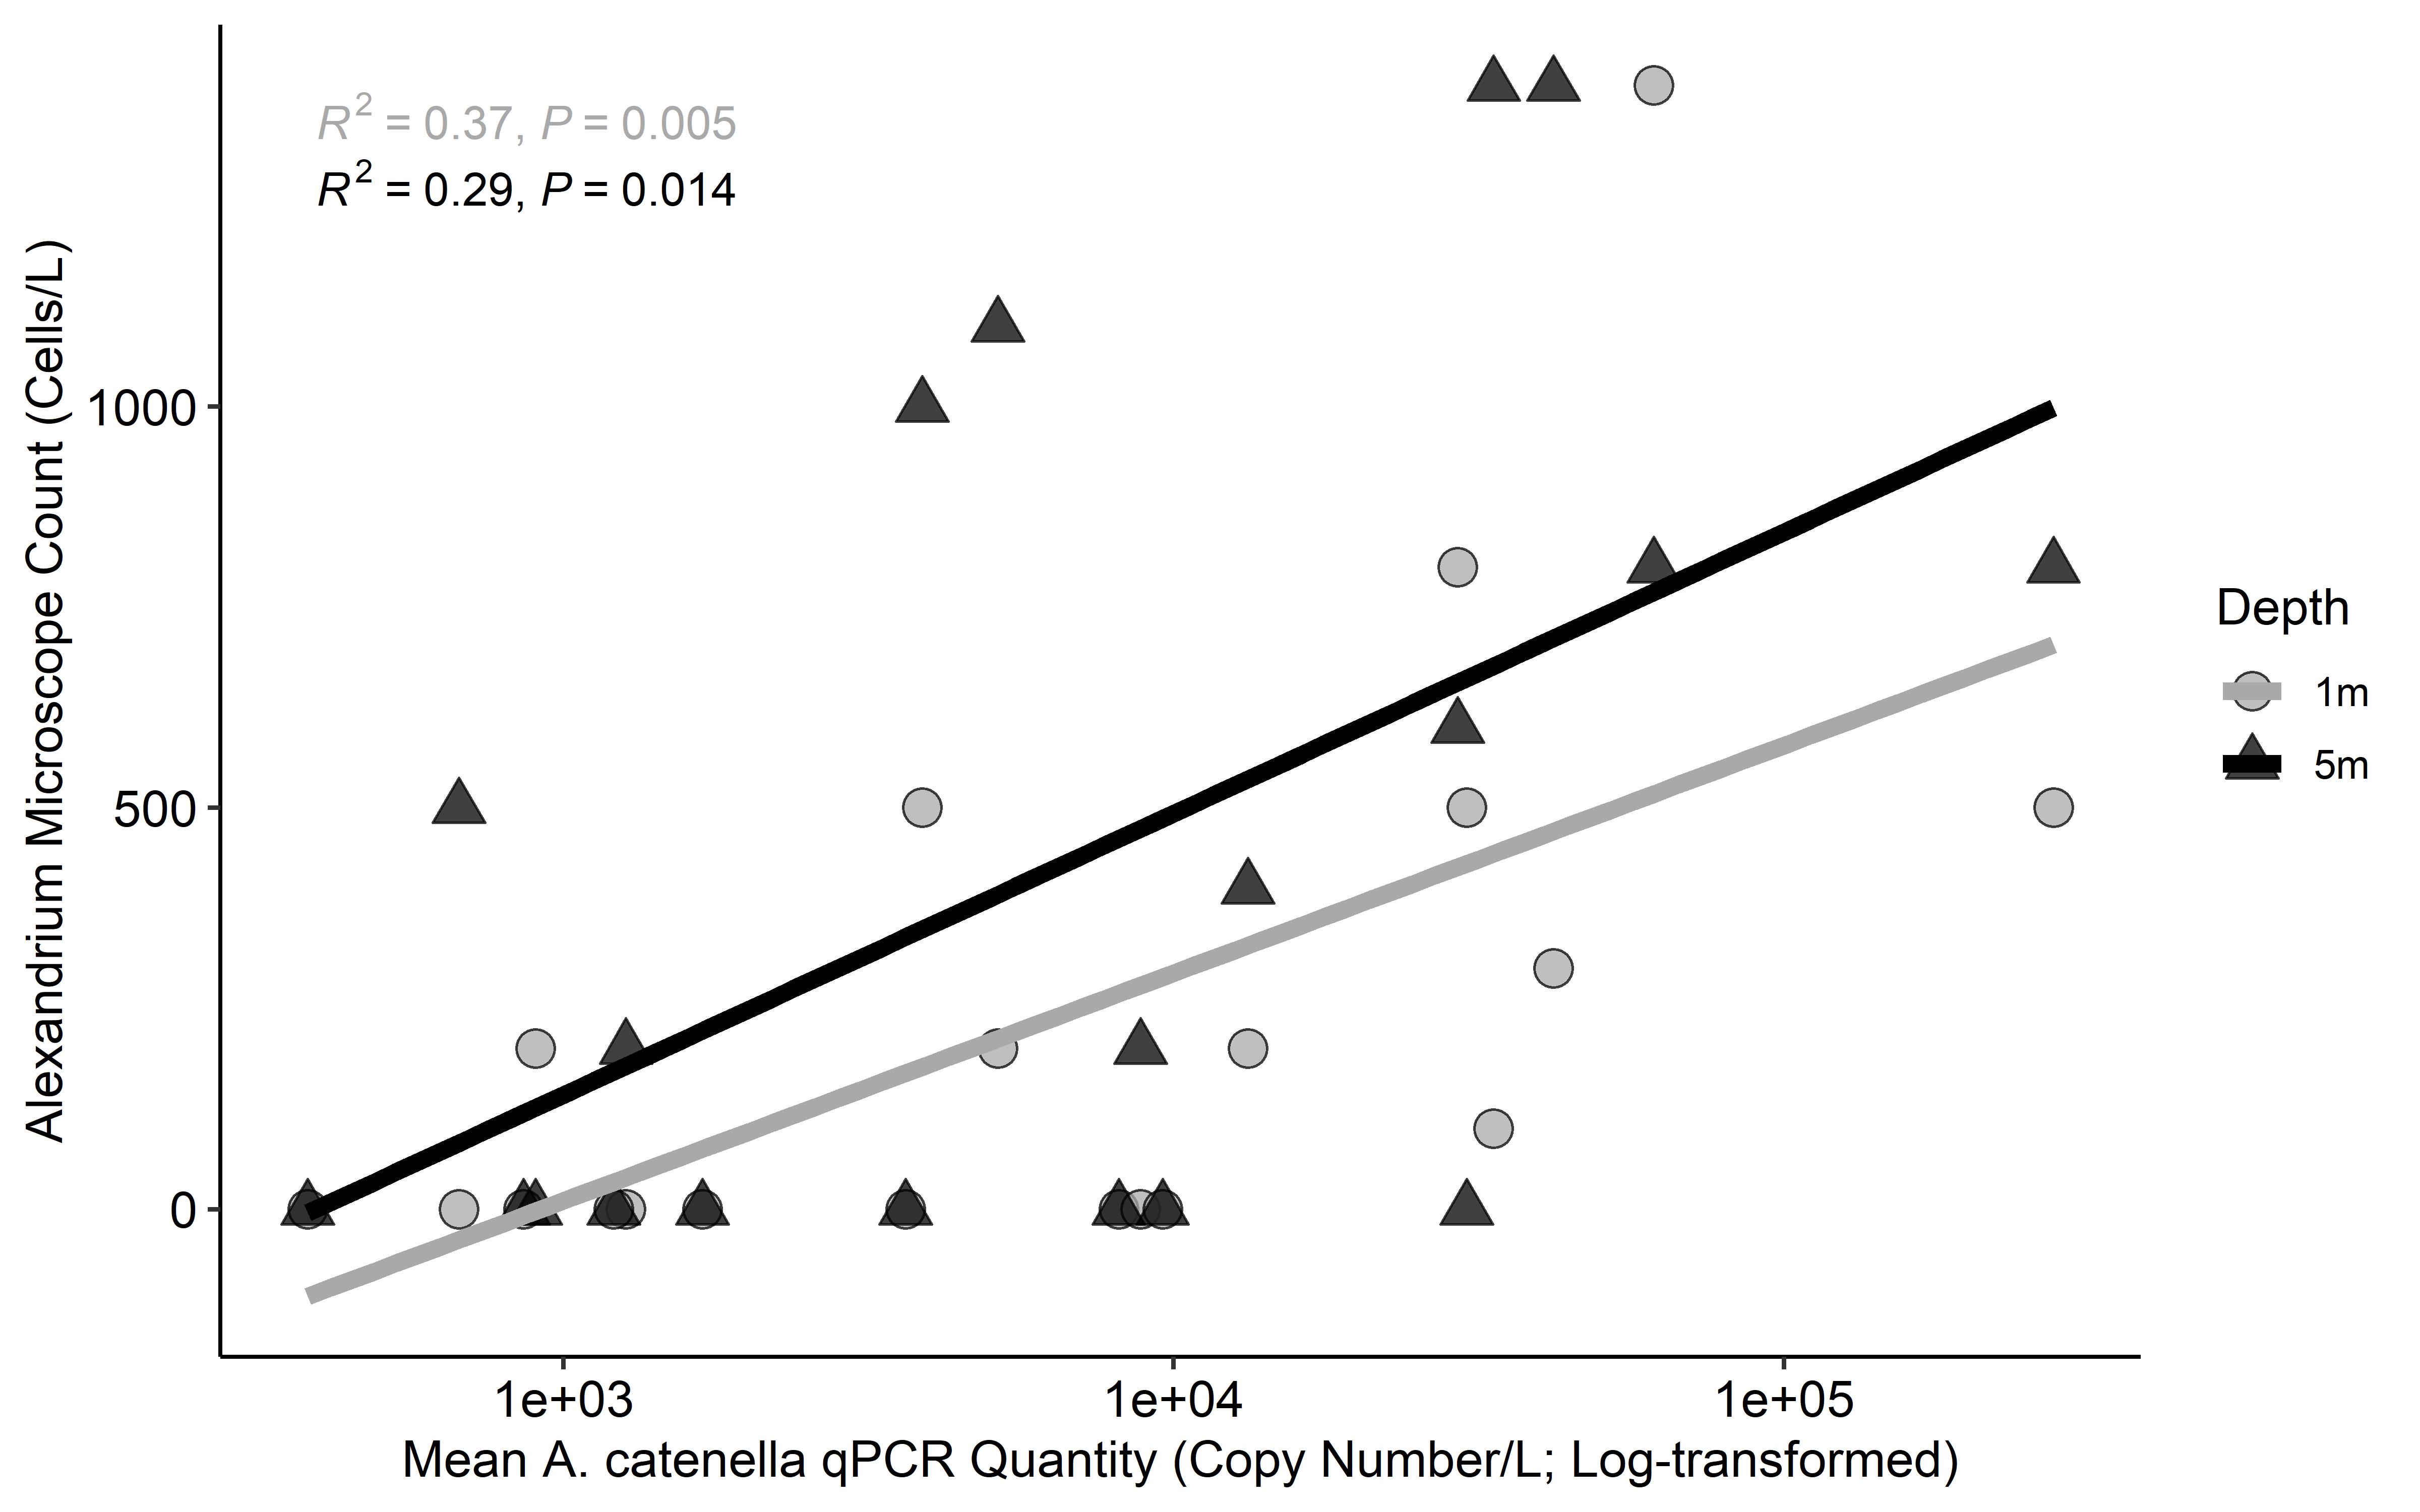 R2 = 0.37, P = 0.005
R2 = 0.29, P = 0.014
Alexandrium Microscope Count (Cells/L)
1000
500
0
1e+03 1e+04 1e+05
Mean A. catenella qPCR Quantity (Copy Number/L; Log-transformed)
Depth
1m
5m